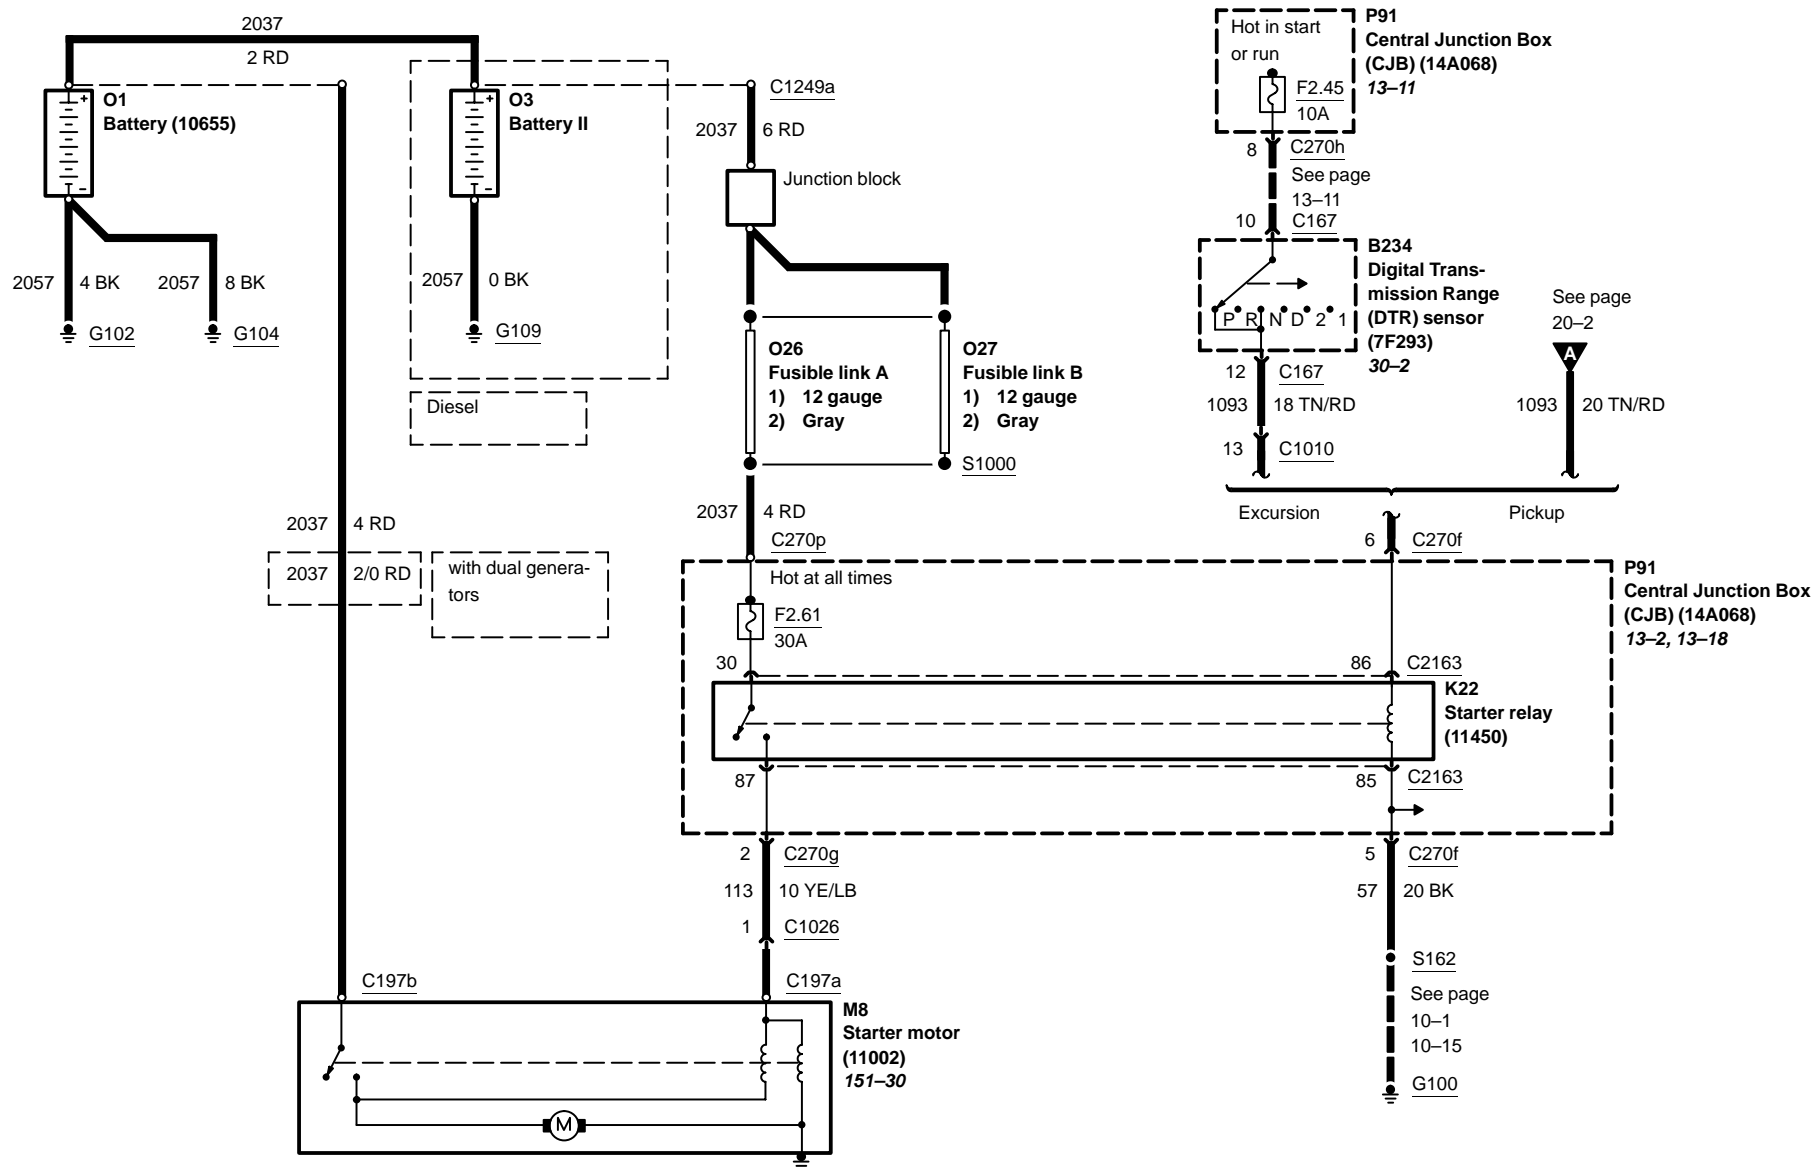 2037
2 RD
+
O1
Battery (10655)
–
2057
4 BK
2057
8 BK
G102
G104
+
O3
Battery II
–
2057
0 BK
G109
Diesel
C1249a
2037
6 RD
Junction block
O26
Fusible link A
1) 12 gauge
2) Gray
O27
Fusible link B
1) 12 gauge
2) Gray
S1000
2037
4 RD
C270p
2037
4 RD
2037
2/0 RD
with dual genera-
tors
Hot in start
or run
F2.45
10A
P91
Central Junction Box
(CJB) (14A068)
13–11
8
C270h
See page
13–11
10
C167
P R N D 2 1
B234
Digital Trans-
mission Range
(DTR) sensor
(7F293)
30–2
12
C167
1093
18 TN/RD
13
C1010
See page
20–2
A
1093
20 TN/RD
Excursion
Pickup
6
C270f
Hot at all times
F2.61
30A
P91
Central Junction Box
(CJB) (14A068)
13–2, 13–18
30
86
C2163
K22
Starter relay
(11450)
87
85
C2163
2
C270g
113
10 YE/LB
1
C1026
5
C270f
57
20 BK
S162
See page
10–1
10–15
G100
C197b
C197a
M8
Starter motor
(11002)
151–30
M